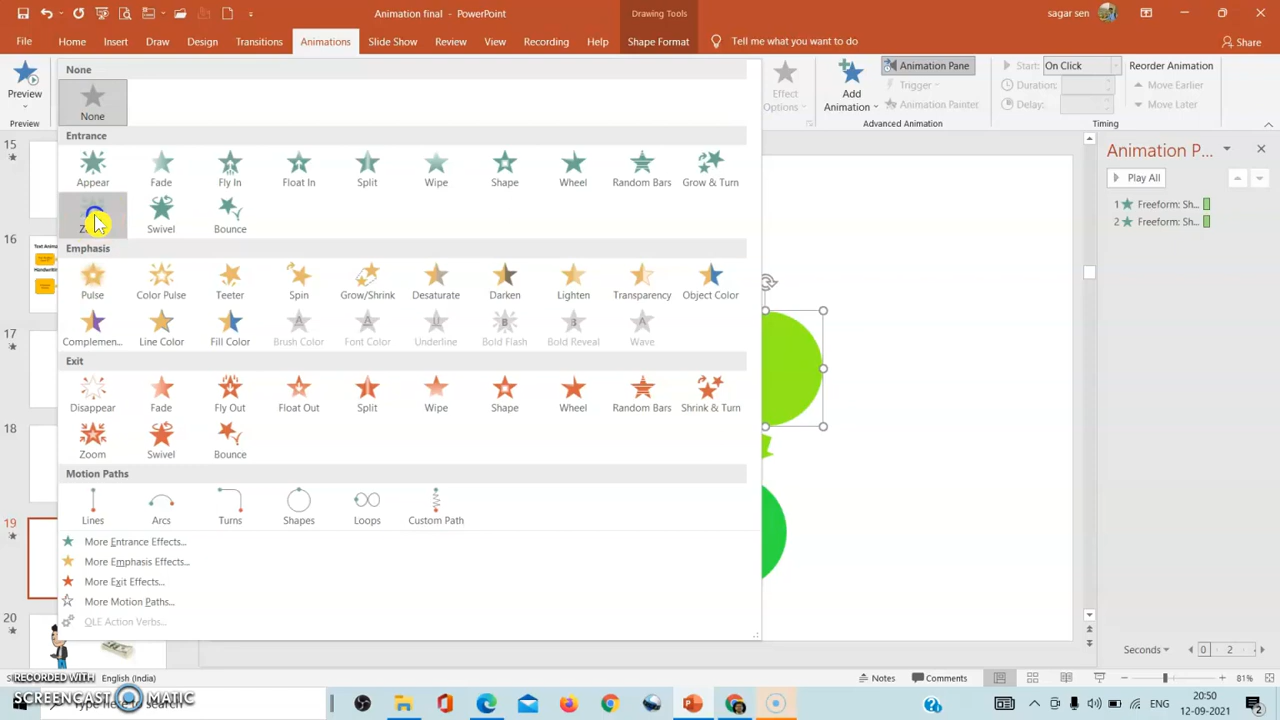 Animation final - PowerPoint
Drawing Tools
sagar sen
File Home Insert Draw Design Transitions Animations Slide Show Review View Recording Help Shape Format Tell me what you want to do Share
Preview
Preview
Effect
Options
Add
Animation
Animation Pane
Trigger
Animation Painter
Advanced Animation
Start: On Click
Duration:
Delay:
Reorder Animation
Move Earlier
Move Later
Timing
None
None
Entrance
Appear Fade Fly In Float In Split Wipe Shape Wheel Random Bars Grow & Turn
Swivel Bounce
Emphasis
Pulse Color Pulse Teeter Spin Grow/Shrink Desaturate Darken Lighten Transparency Object Color
Complemen... Line Color Fill Color Brush Color Font Color Underline Bold Flash Bold Reveal Wave
Exit
Disappear Fade Fly Out Float Out Split Wipe Shape Wheel Random Bars Shrink & Turn
Zoom Swivel Bounce
Motion Paths
Lines Arcs Turns Shapes Loops Custom Path
More Entrance Effects...
More Emphasis Effects...
More Exit Effects...
More Motion Paths...
OLE Action Verbs...
15
16
17
18
19
20
Animation P...
Play All
1 Freeform: Sh...
2 Freeform: Sh...
Seconds 0 2
English (India)
Notes Comments 81%
RECORDED WITH
SCREENCAST MATIC
ENG
20:50
12-09-2021
2